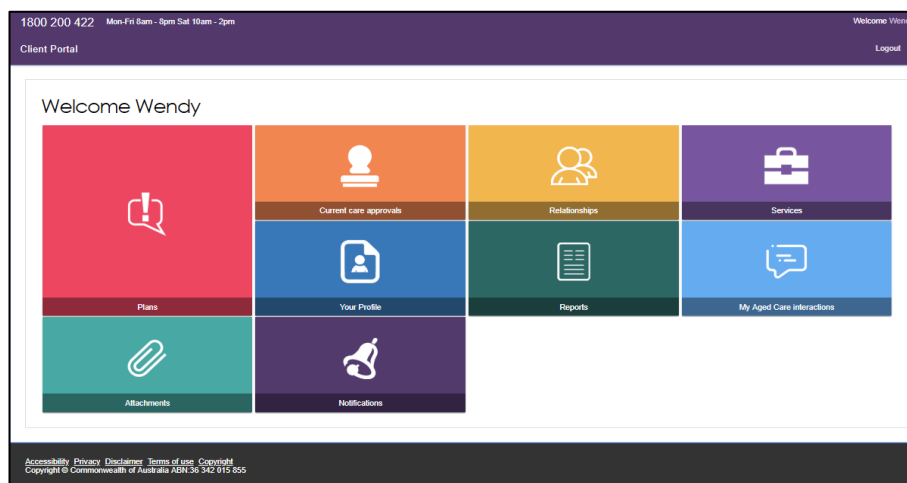 1800 200 422 Mon-Fri 8am - 8pm Sat 10am - 2pm
Welcome
Client Portal
Logout
Welcome Wendy
Current care approvals
Relationships
Services
Plans
Your Profile
Reports
My Aged Care interactions
Attachments
Notifications
Accessibility Privacy Disclaimer Terms of use Copyright
Copyright © Commonwealth of Australia ABN:36 342 015 855